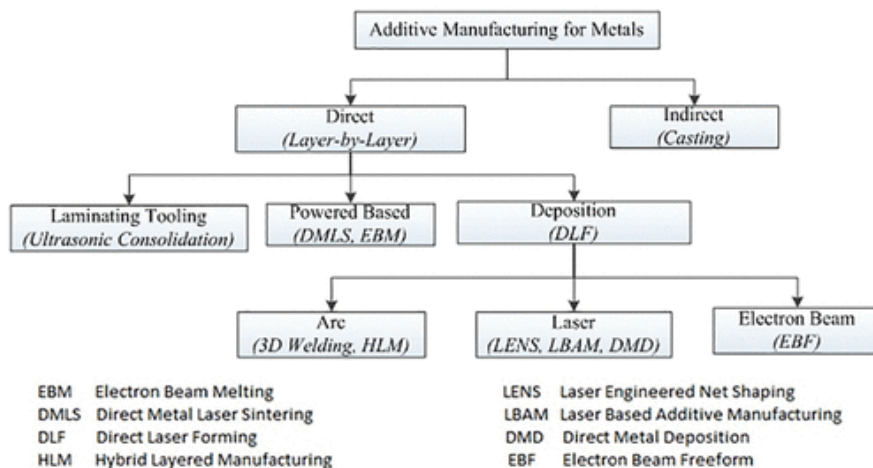 Additive Manufacturing for Metals
Direct
(Layer-by-Layer)
Indirect
(Casting)
Laminating Tooling
(Ultrasonic Consolidation)
Powered Based
(DMLS, EBM)
Deposition
(DLF)
Arc
(3D Welding, HLM)
Laser
(LENS, LBAM, DMD)
Electron Beam
(EBF)
EBM Electron Beam Melting
DMLS Direct Metal Laser Sintering
DLF Direct Laser Forming
HLM Hybrid Layered Manufacturing
LENS Laser Engineered Net Shaping
LBAM Laser Based Additive Manufacturing
DMD Direct Metal Deposition
EBF Electron Beam Freeform